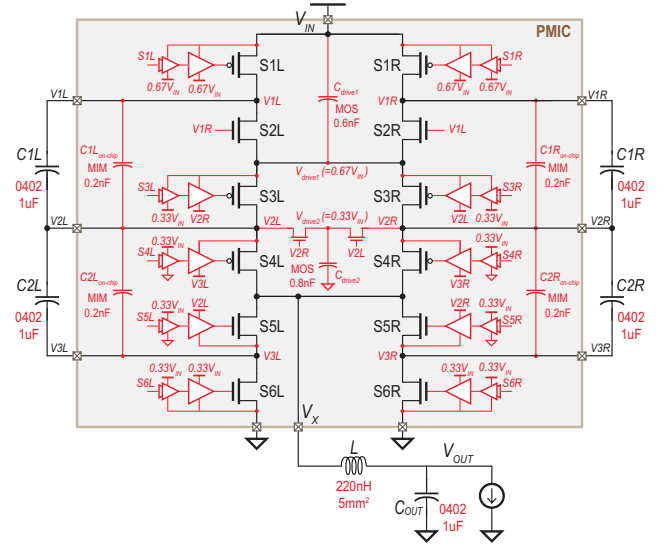 V_IN
PMIC
S1L
0.67V_IN
0.67V_IN
S1L
C_drive1
MOS
0.6nF
S1R
S1R
0.67V_IN
0.67V_IN
V1L
V1L
V1R
V1R
V1R
S2L
S2R
V1L
C1L
0402
1uF
C1L_on-chip
MIM
0.2nF
V_drive1(=0.67V_IN)
C1R_on-chip
MIM
0.2nF
C1R
0402
1uF
S3L
0.33V_IN
V2R
S3L
S3R
S3R
V2L
0.33V_IN
V2L
V2L
V_drive2(=0.33V_IN)
V2R
V2R
0.33V_IN
S4L
V3L
S4L
V2R
MOS
0.8nF
V2L
C_drive2
S4R
0.33V_IN
S4R
V3R
C2L
0402
1uF
C2L_on-chip
MIM
0.2nF
C2R_on-chip
MIM
0.2nF
C2R
0402
1uF
0.33V_IN
V2L
S5L
S5L
S5R
V2R
0.33V_IN
S5R
V3L
V3L
V3R
V3R
0.33V_IN
0.33V_IN
S6L
S6L
S6R
0.33V_IN
0.33V_IN
S6R
V_X
L
220nH
5mm²
V_OUT
C_OUT
0402
1uF